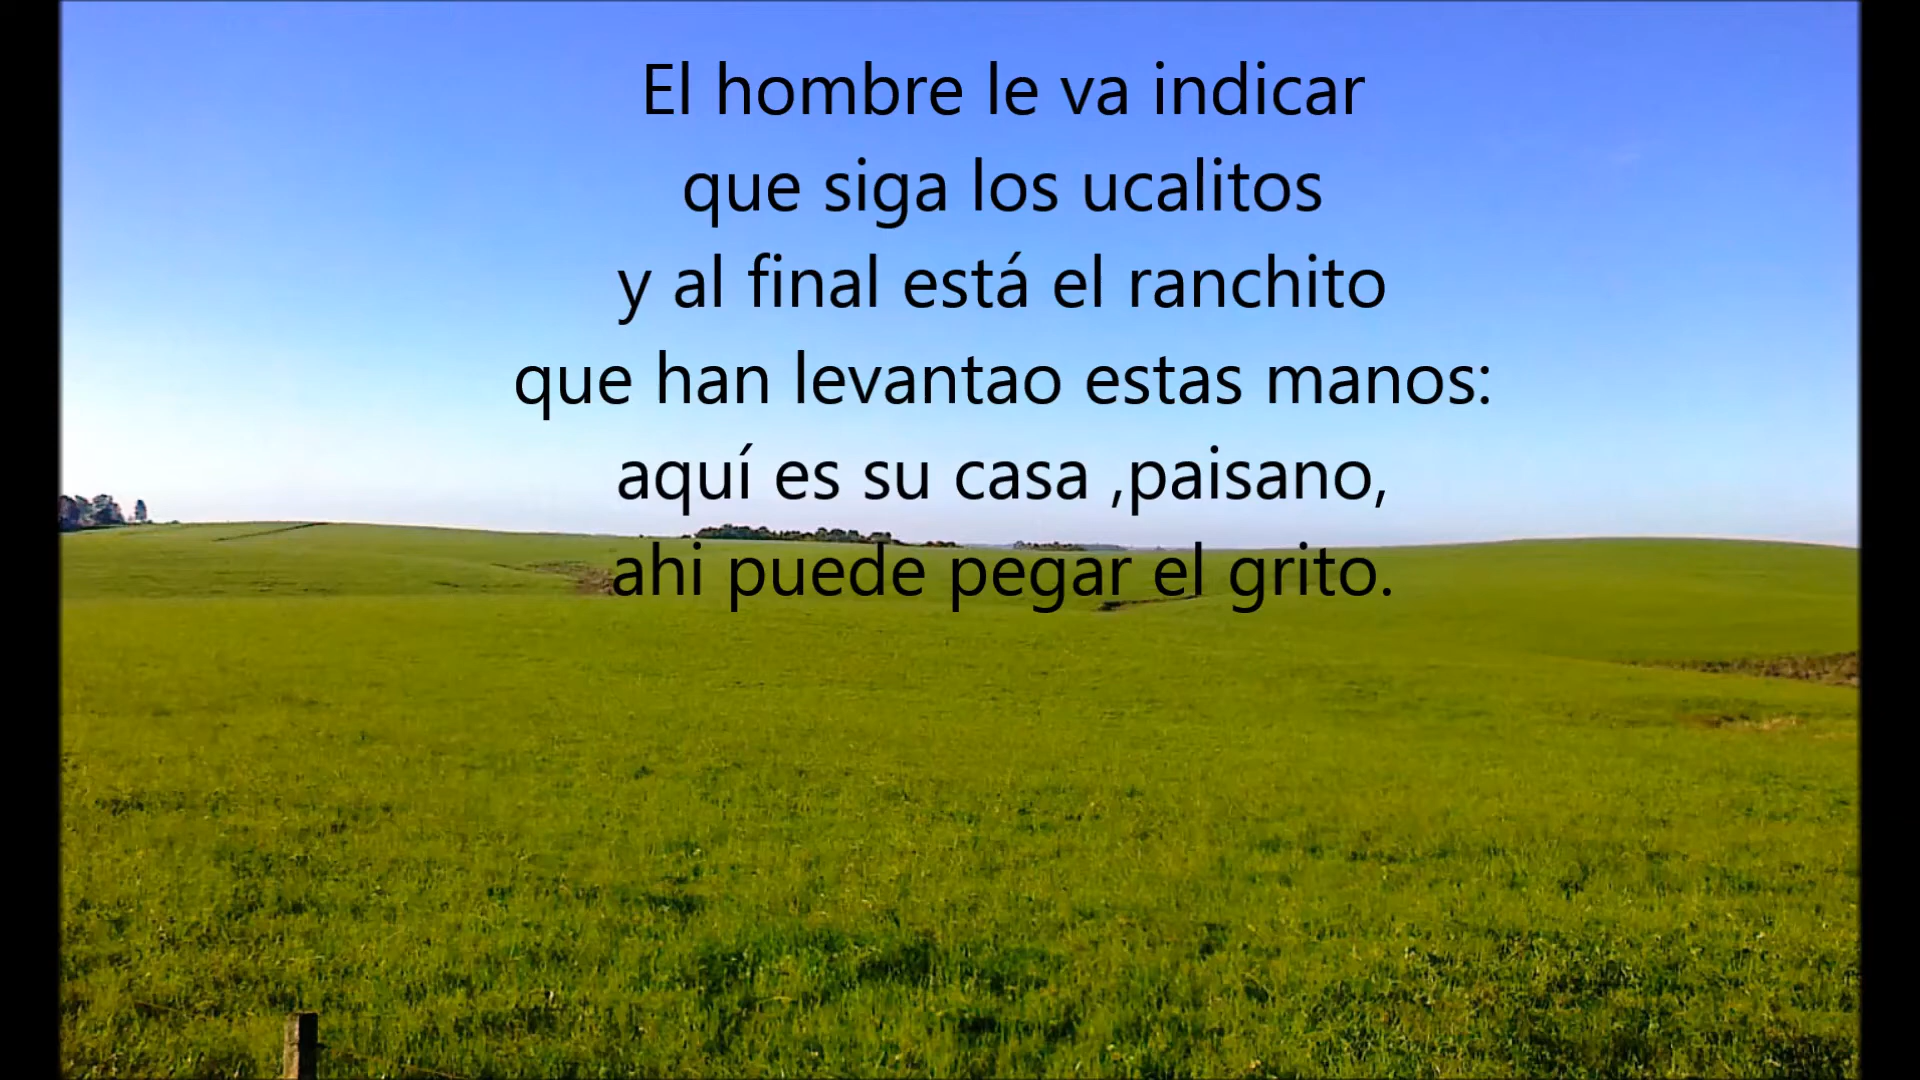 El hombre le va indicar
que siga los ucalitos
y al final está el ranchito
que han levantao estas manos:
aquí es su casa ,paisano,
ahi puede pegar el grito.